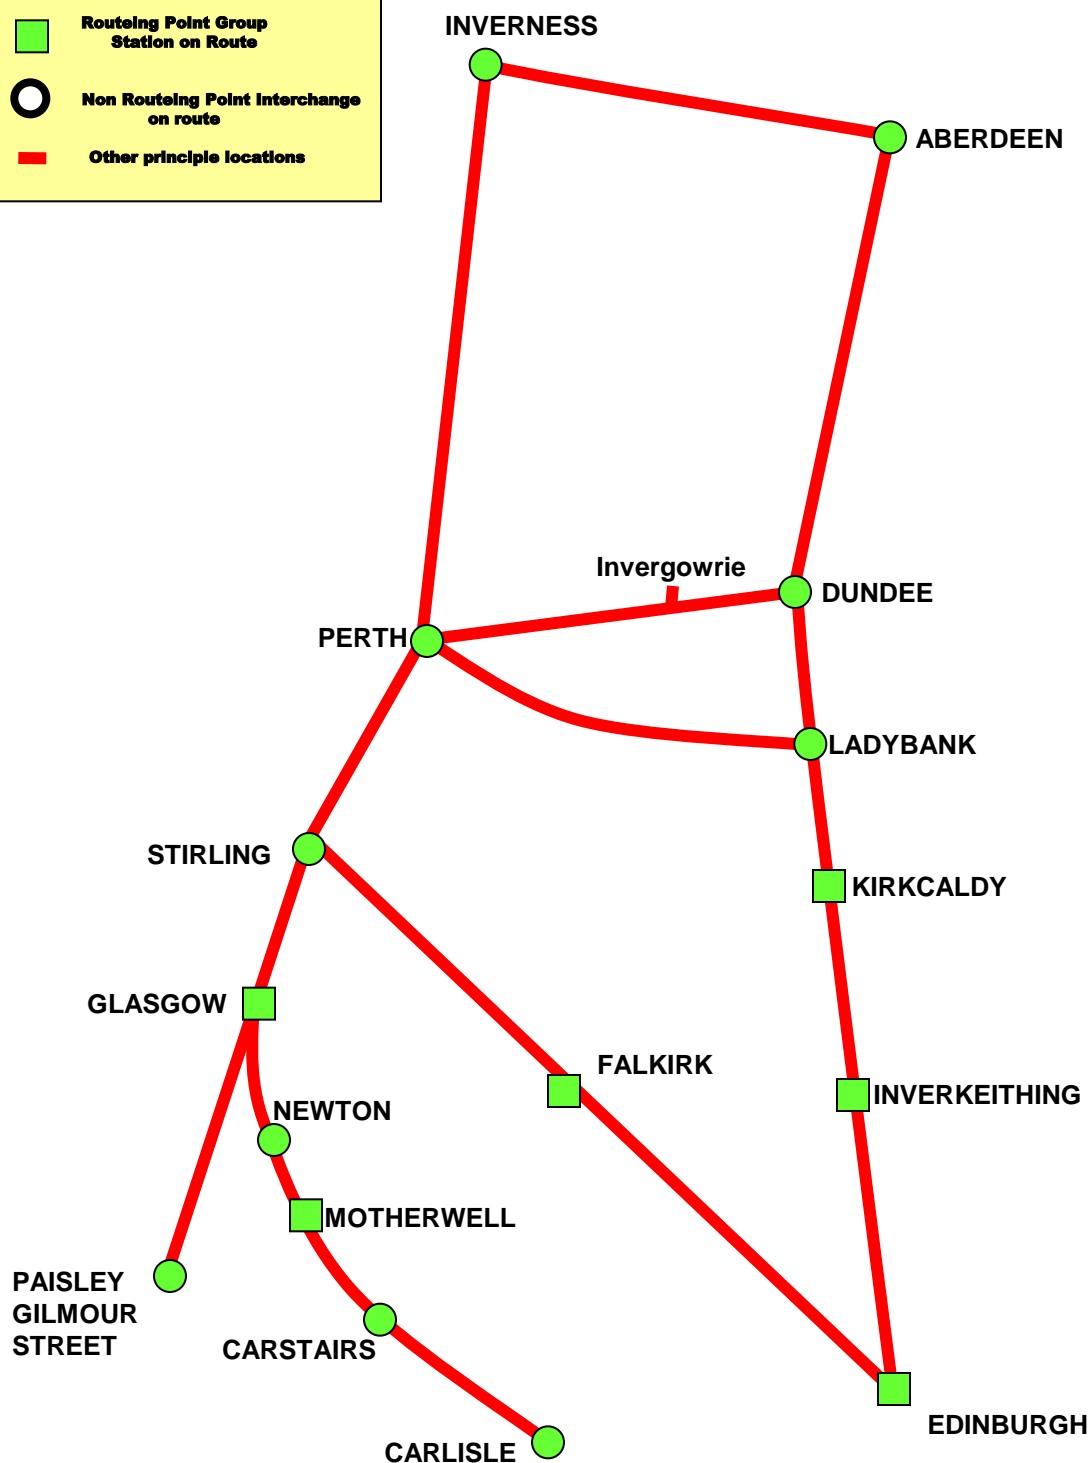 Routeing Point Group
Station on Route
Non Routeing Point Interchange
on route
Other principle locations
INVERNESS
ABERDEEN
Invergowrie
DUNDEE
PERTH
LADYBANK
STIRLING
KIRKCALDY
GLASGOW
FALKIRK
INVERKEITHING
NEWTON
MOTHERWELL
PAISLEY
GILMOUR
STREET
CARSTAIRS
EDINBURGH
CARLISLE